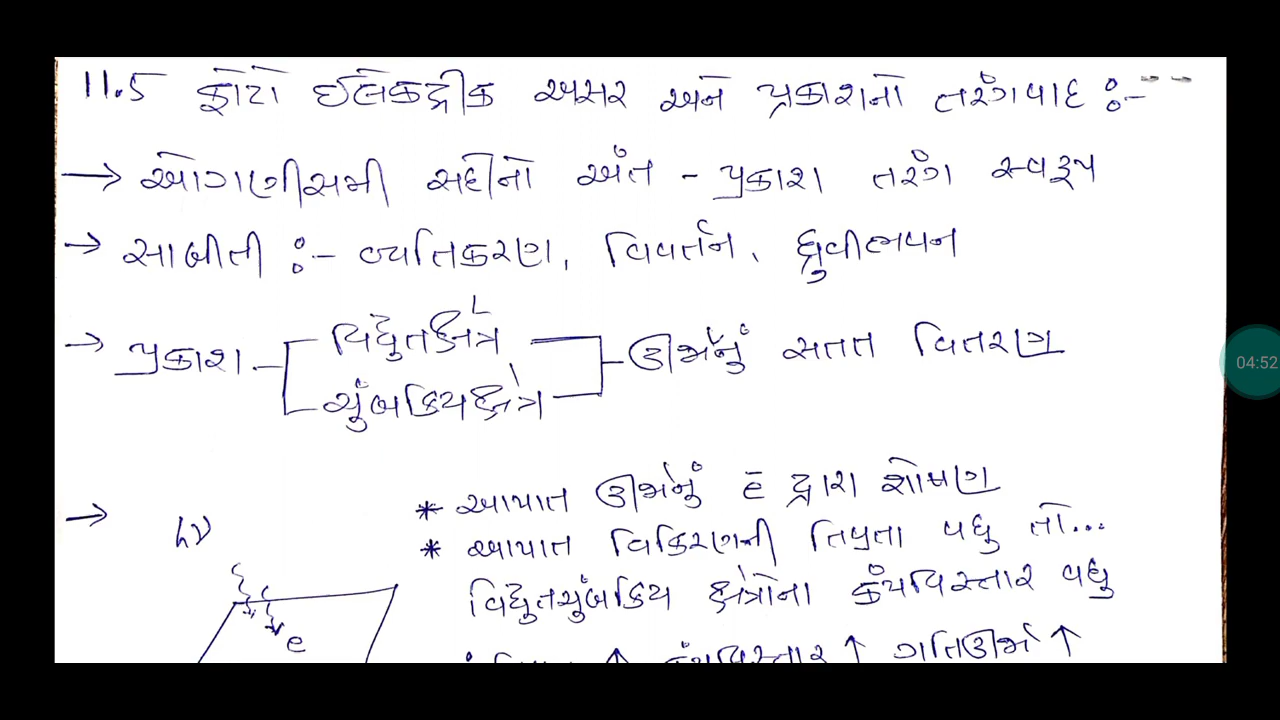 11.5 ફોટો ઇલેક્ટ્રીક અસર અને પ્રકાશનો તરંગવાદ :-
→ ઓગણીસમી સદીનો અંત - પ્રકાશ તરંગ સ્વરૂપ
→ સાબીતી :- વ્યતિકરણ, વિવર્તન, ધ્રુવીભવન
→ પ્રકાશ - વિદ્યુતક્ષેત્ર ચુંબકિયક્ષેત્ર - ઊર્જાનું સતત વિતરણ
04:52
→ hν
* આપાત ઊર્જાનું e̅ દ્વારા શોષણ
* આપાત વિકિરણની તિવ્રતા વધુ તો...
વિદ્યુતચુંબકિય ક્ષેત્રોના કંપવિસ્તાર વધુ
e
↑ કંપવિસ્તાર ↑ ગતિઊર્જા ↑